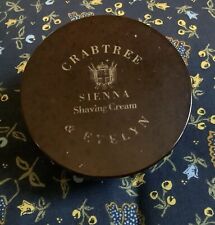 CRABTREE
SIENNA
Shaving Cream
& EVELYN